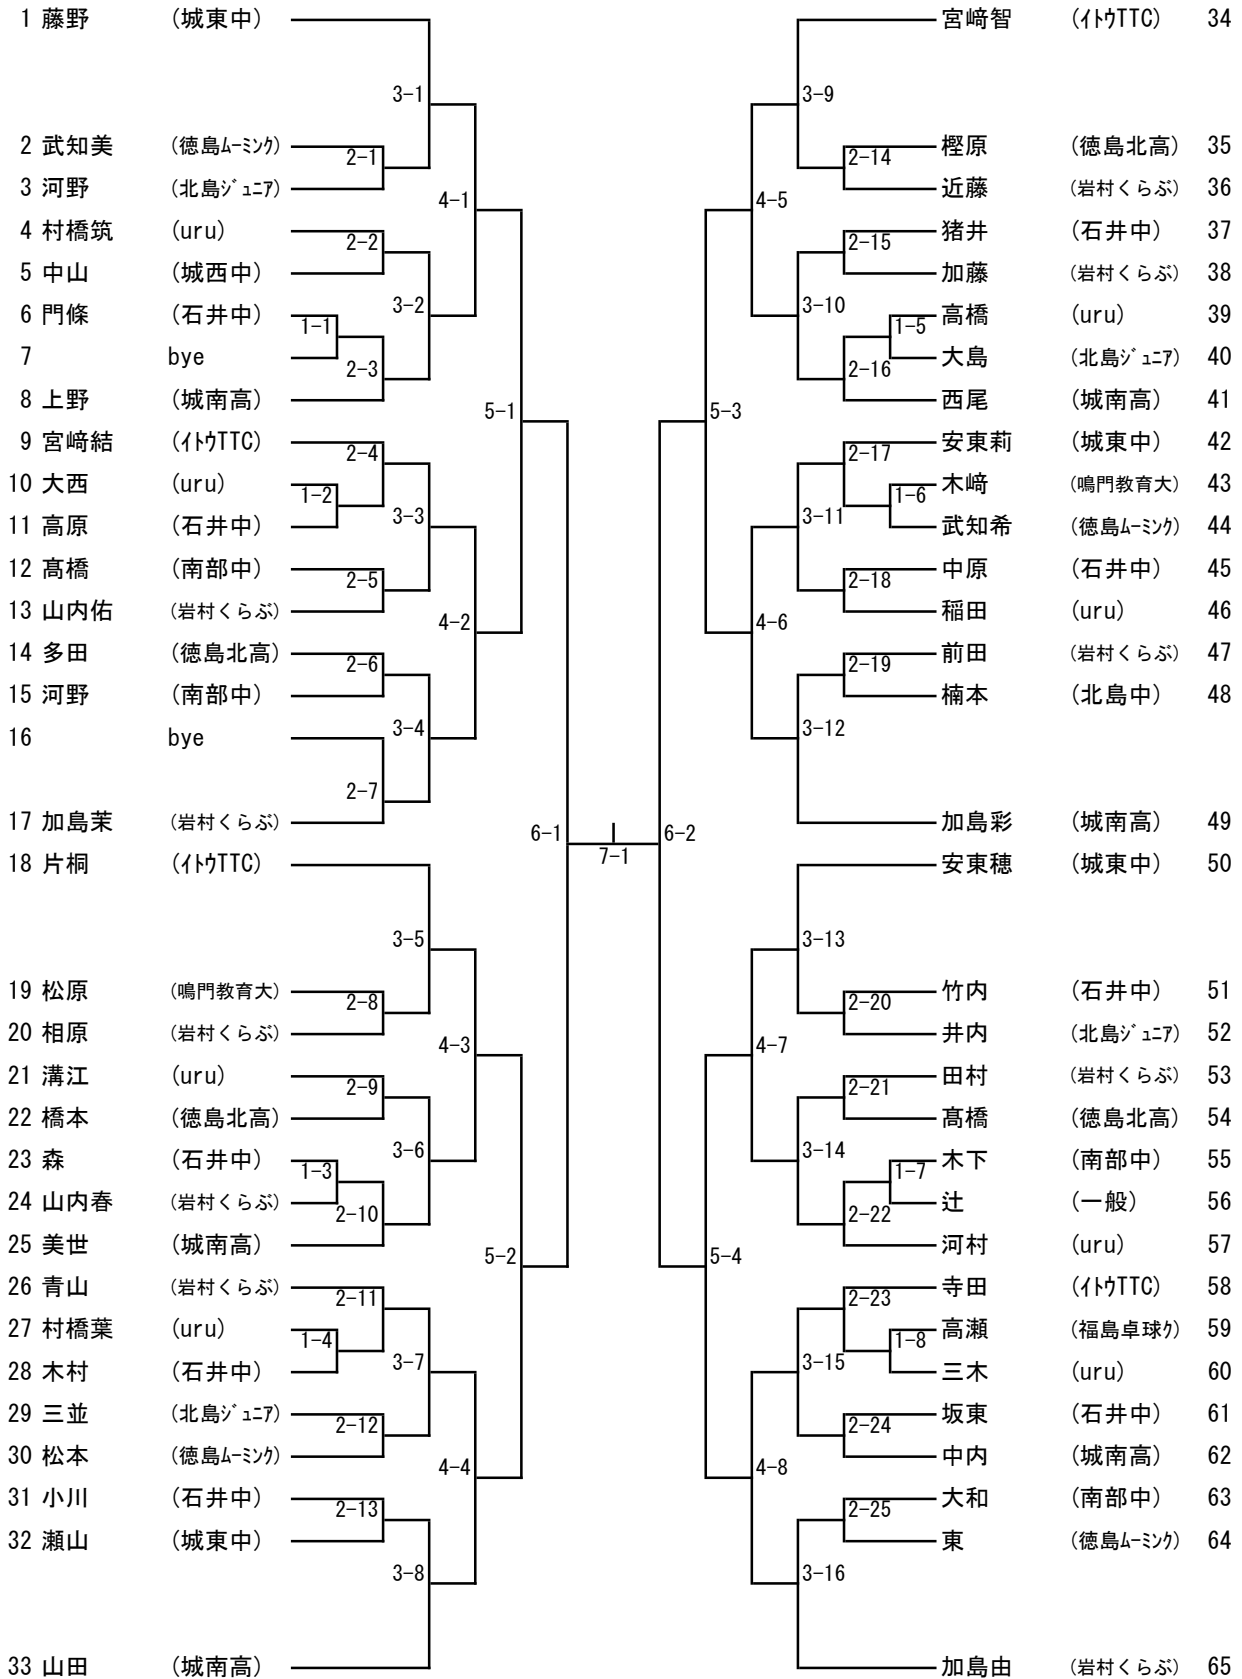 1 藤野 (城東中)
3-1
2 武知美 (徳島ﾑｰﾐﾝｸﾞ)
2-1
3 河野 (北島ｼﾞｭﾆｱ)
4-1
4 村橋筑 (uru)
2-2
5 中山 (城西中)
3-2
6 門條 (石井中)
1-1
7 bye
2-3
8 上野 (城南高)
5-1
9 宮﨑結 (ｲﾄｳTTC)
2-4
10 大西 (uru)
1-2
3-3
11 高原 (石井中)
12 髙橋 (南部中)
2-5
13 山内佑 (岩村くらぶ)
4-2
14 多田 (徳島北高)
2-6
15 河野 (南部中)
3-4
16 bye
2-7
17 加島茉 (岩村くらぶ)
6-1
18 片桐 (ｲﾄｳTTC)
3-5
19 松原 (鳴門教育大)
2-8
20 相原 (岩村くらぶ)
4-3
21 溝江 (uru)
2-9
22 橋本 (徳島北高)
3-6
23 森 (石井中)
1-3
24 山内春 (岩村くらぶ)
2-10
25 美世 (城南高)
5-2
26 青山 (岩村くらぶ)
2-11
27 村橋葉 (uru)
1-4
3-7
28 木村 (石井中)
29 三並 (北島ｼﾞｭﾆｱ)
2-12
30 松本 (徳島ﾑｰﾐﾝｸﾞ)
4-4
31 小川 (石井中)
2-13
32 瀬山 (城東中)
3-8
33 山田 (城南高)
7-1
宮﨑智 (ｲﾄｳTTC) 34
3-9
樫原 (徳島北高) 35
2-14
近藤 (岩村くらぶ) 36
4-5
猪井 (石井中) 37
2-15
加藤 (岩村くらぶ) 38
3-10
高橋 (uru) 39
1-5
大島 (北島ｼﾞｭﾆｱ) 40
2-16
西尾 (城南高) 41
5-3
安東莉 (城東中) 42
2-17
木﨑 (鳴門教育大) 43
1-6
3-11
武知希 (徳島ﾑｰﾐﾝｸﾞ) 44
中原 (石井中) 45
2-18
稲田 (uru) 46
4-6
前田 (岩村くらぶ) 47
2-19
楠本 (北島中) 48
3-12
加島彩 (城南高) 49
6-2
安東穂 (城東中) 50
3-13
竹内 (石井中) 51
2-20
井内 (北島ｼﾞｭﾆｱ) 52
4-7
田村 (岩村くらぶ) 53
2-21
髙橋 (徳島北高) 54
3-14
木下 (南部中) 55
1-7
辻 (一般) 56
2-22
河村 (uru) 57
5-4
寺田 (ｲﾄｳTTC) 58
2-23
高瀬 (福島卓球ｸ) 59
1-8
3-15
三木 (uru) 60
坂東 (石井中) 61
2-24
中内 (城南高) 62
4-8
大和 (南部中) 63
2-25
東 (徳島ﾑｰﾐﾝｸﾞ) 64
3-16
加島由 (岩村くらぶ) 65